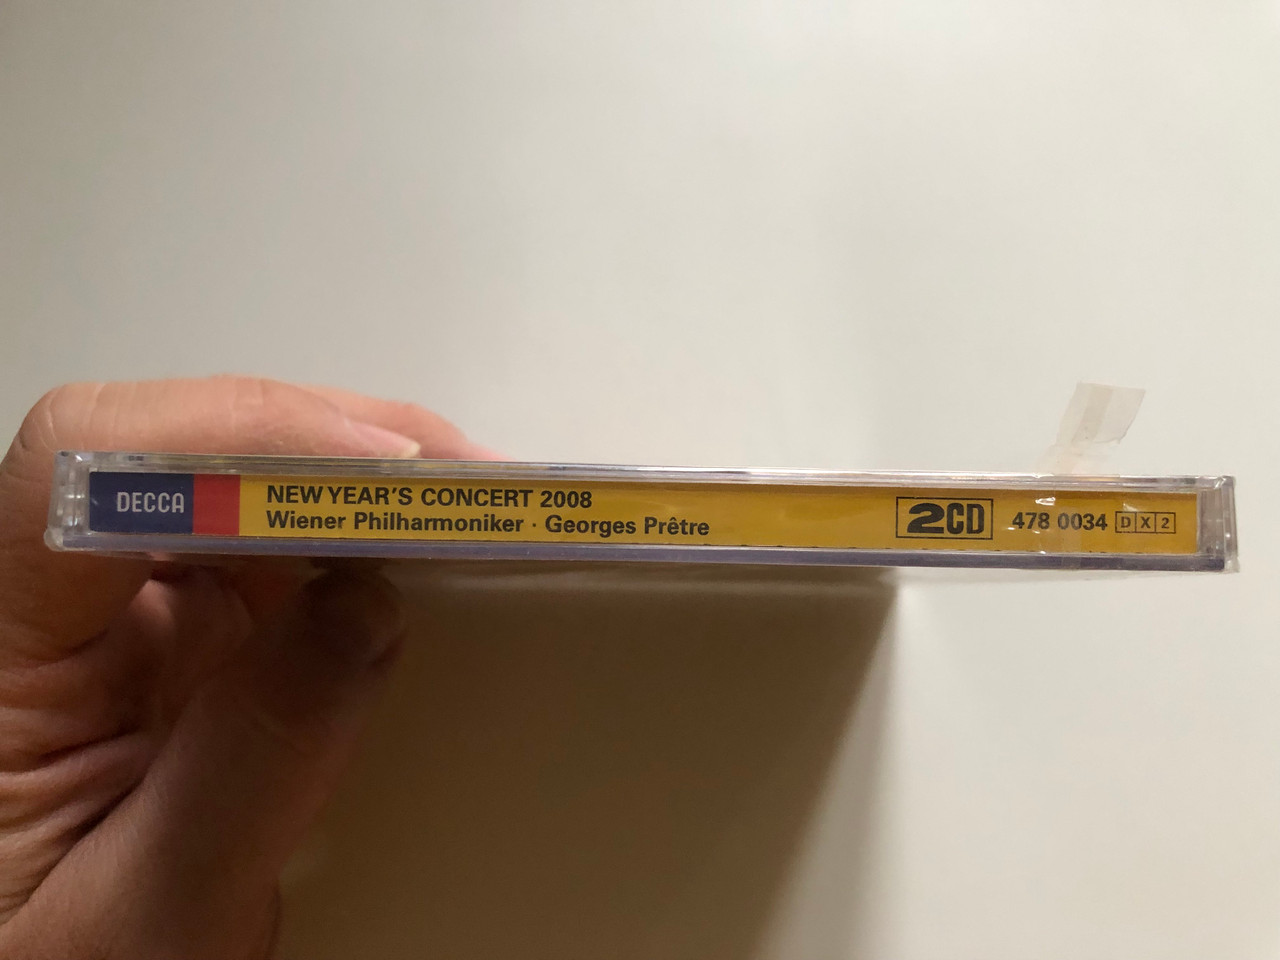 DECCA
NEW YEAR'S CONCERT 2008
Wiener Philharmoniker · Georges Prêtre
2CD
478 0034 DX2